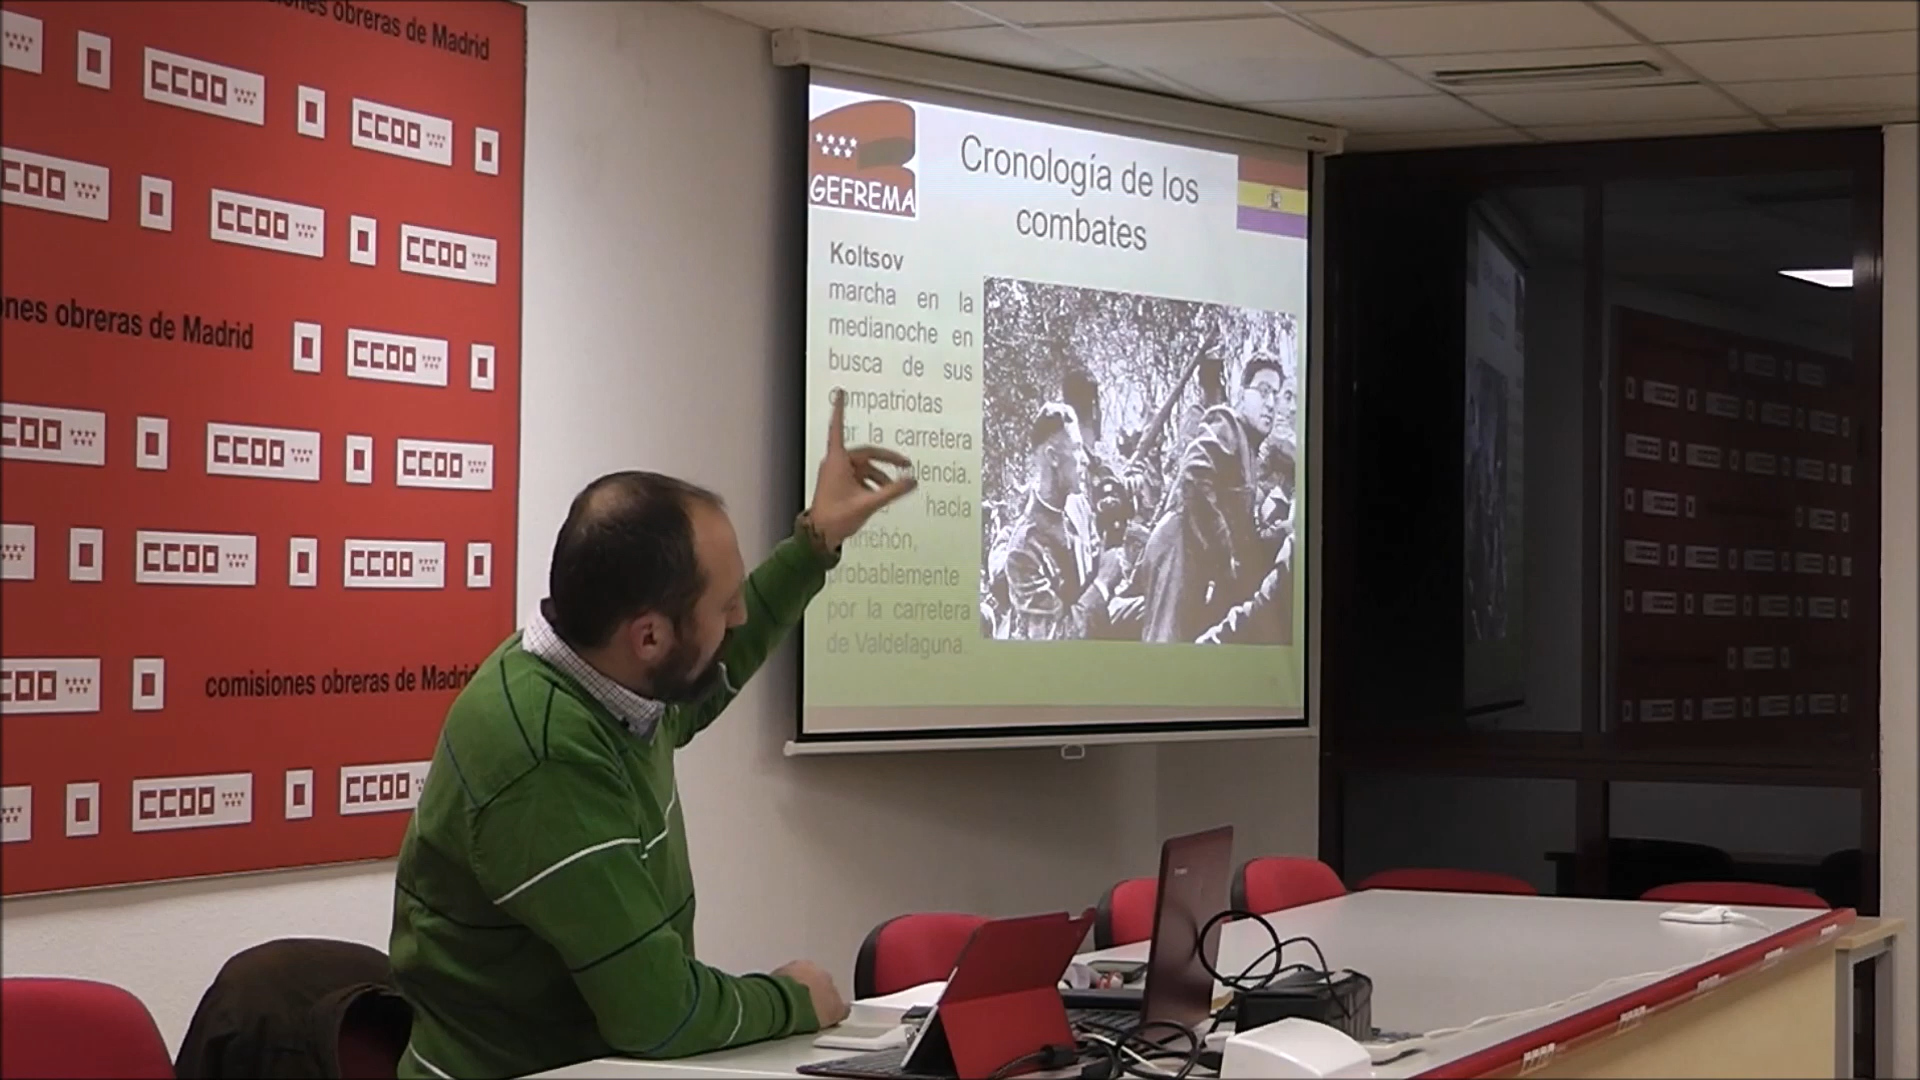 comisiones obreras de Madrid
CCOO
CCOO
CCOO
CCOO
CCOO
ones obreras de Madrid
CCOO
CCOO
CCOO
CCOO
CCOO
CCOO
comisiones obreras de Madrid
CCOO
CCOO
GEFREMA
Cronología de los
combates
Koltsov
marcha en la
medianoche en
busca de sus
compatriotas
por la carretera
hacia
probablemente
por la carretera
de Valdelaguna.